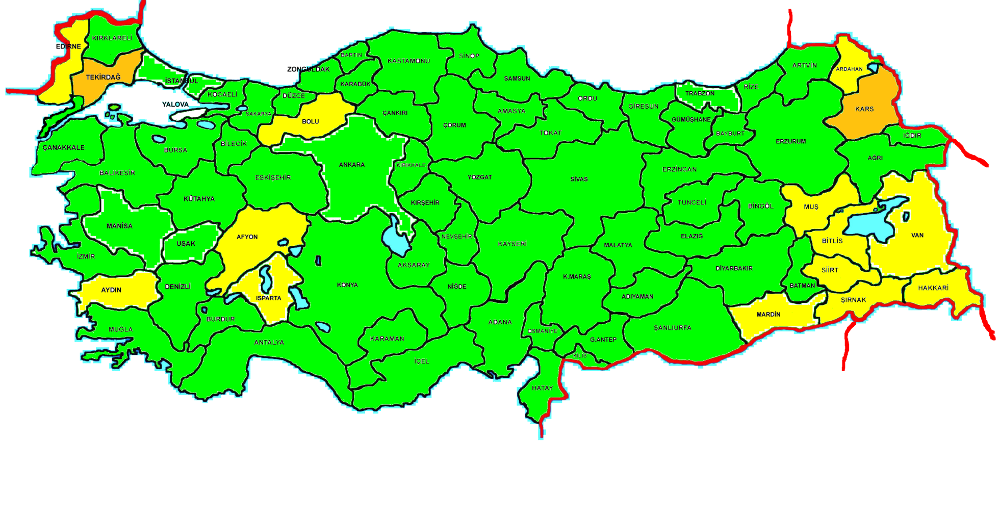 KIRKLARELİ
EDİRNE
TEKİRDAĞ
İSTANBUL
KOCAELİ
YALOVA
SAKARYA
DÜZCE
ZONGULDAK
BARTIN
KARABÜK
KASTAMONU
SİNOP
SAMSUN
BOLU
ÇANKIRI
ÇORUM
AMASYA
TOKAT
ORDU
GİRESUN
TRABZON
GÜMÜŞHANE
BAYBURT
RİZE
ARTVİN
ARDAHAN
KARS
IĞDIR
AĞRI
ERZURUM
ERZİNCAN
ÇANAKKALE
BALIKESİR
BURSA
BİLECİK
ESKİŞEHİR
KÜTAHYA
ANKARA
KIRIKKALE
YOZGAT
SİVAS
KIRŞEHİR
TUNCELİ
BİNGÖL
MUŞ
MANİSA
UŞAK
AFYON
NEVŞEHİR
KAYSERİ
MALATYA
ELAZIG
BİTLİS
VAN
İZMİR
AKSARAY
DİYARBAKIR
SİİRT
BATMAN
AYDIN
DENİZLİ
ISPARTA
KONYA
NİĞDE
K.MARAŞ
ADIYAMAN
ŞIRNAK
HAKKARİ
MARDİN
MUĞLA
BURDUR
ANTALYA
KARAMAN
İÇEL
ADANA
OSMANİYE
G.ANTEP
KİLİS
ŞANLIURFA
HATAY